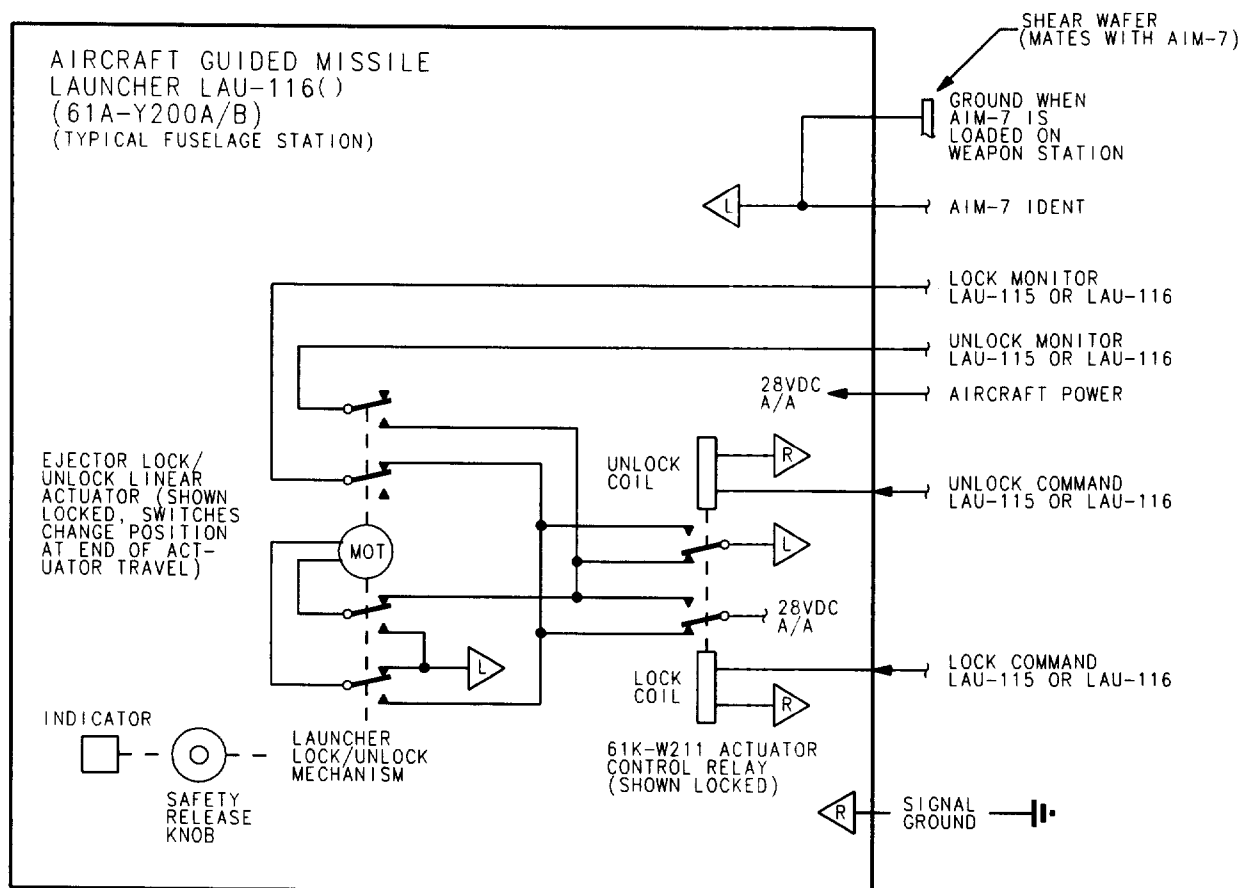 SHEAR WAFER
(MATES WITH AIM-7)
AIRCRAFT GUIDED MISSILE
LAUNCHER LAU-116()
(61A-Y200A/B)
(TYPICAL FUSELAGE STATION)
GROUND WHEN
AIM-7 IS
LOADED ON
WEAPON STATION
L
AIM-7 IDENT
LOCK MONITOR
LAU-115 OR LAU-116
UNLOCK MONITOR
LAU-115 OR LAU-116
28VDC
A/A
AIRCRAFT POWER
EJECTOR LOCK/
UNLOCK LINEAR
ACTUATOR (SHOWN
LOCKED, SWITCHES
CHANGE POSITION
AT END OF ACT-
UATOR TRAVEL)
MOT
UNLOCK
COIL
R
UNLOCK COMMAND
LAU-115 OR LAU-116
L
28VDC
A/A
L
LOCK
COIL
R
LOCK COMMAND
LAU-115 OR LAU-116
INDICATOR
SAFETY
RELEASE
KNOB
LAUNCHER
LOCK/UNLOCK
MECHANISM
61K-W211 ACTUATOR
CONTROL RELAY
(SHOWN LOCKED)
R
SIGNAL
GROUND